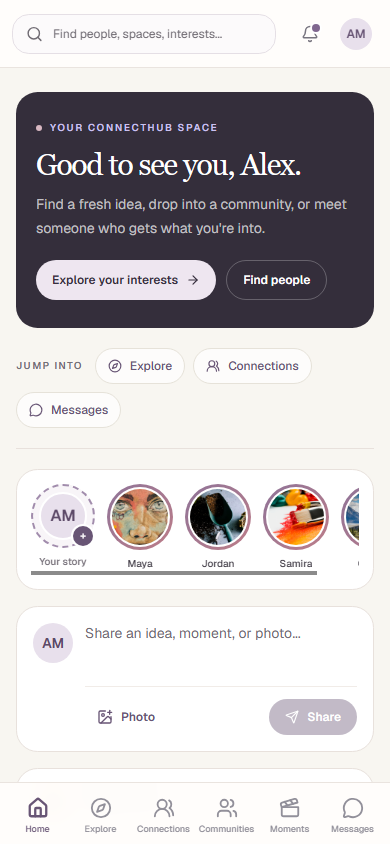 Find people, spaces, interests...
AM
YOUR CONNECTHUB SPACE
Good to see you, Alex.
Find a fresh idea, drop into a community, or meet
someone who gets what you're into.
Explore your interests
Find people
JUMP INTO
Explore
Connections
Messages
AM
Your story
Maya
Jordan
Samira
AM
Share an idea, moment, or photo...
Photo
Share
Home
Explore
Connections
Communities
Moments
Messages